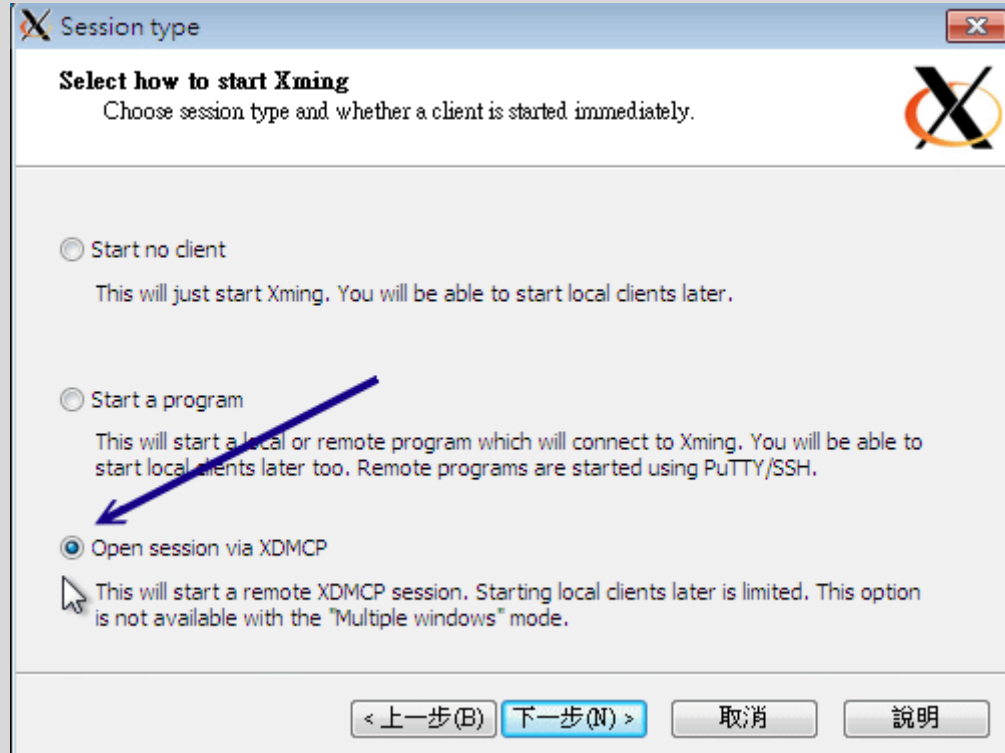 Session type
Select how to start Xming
Choose session type and whether a client is started immediately.
Start no client
This will just start Xming. You will be able to start local clients later.
Start a program
This will start a local or remote program which will connect to Xming. You will be able to
start local clients later too. Remote programs are started using PuTTY/SSH.
Open session via XDMCP
This will start a remote XDMCP session. Starting local clients later is limited. This option
is not available with the "Multiple windows" mode.
<上一步(B) 下一步(N)> 取消 說明